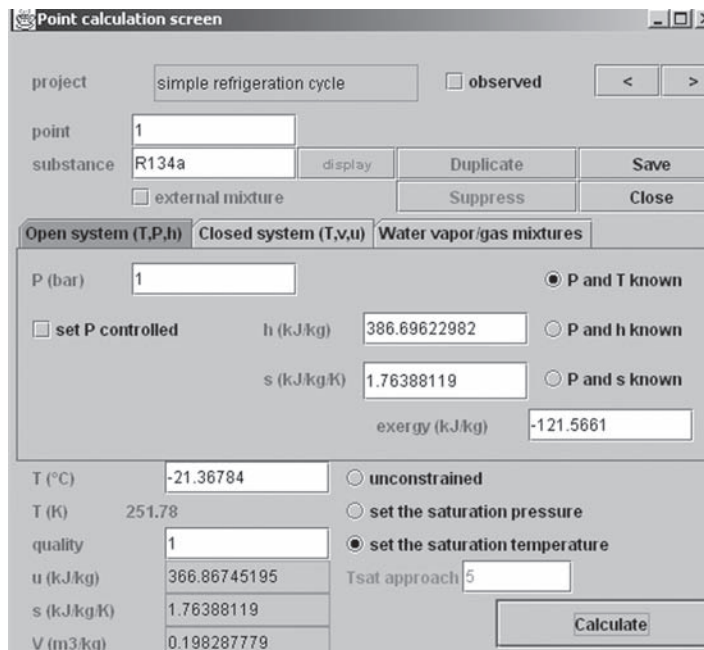 Point calculation screen
project simple refrigeration cycle observed < >
point 1
substance R134a display Duplicate Save
external mixture Suppress Close
Open system (T,P,h) Closed system (T,v,u) Water vapor/gas mixtures
P (bar) 1 P and T known
set P controlled h (kJ/kg) 386.69622982 P and h known
s (kJ/kg/K) 1.76388119 P and s known
exergy (kJ/kg) -121.5661
T (°C) -21.36784 unconstrained
T (K) 251.78 set the saturation pressure
quality 1 set the saturation temperature
u (kJ/kg) 366.86745195 Tsat approach 5
s (kJ/kg/K) 1.76388119 Calculate
V (m3/kg) 0.198287779